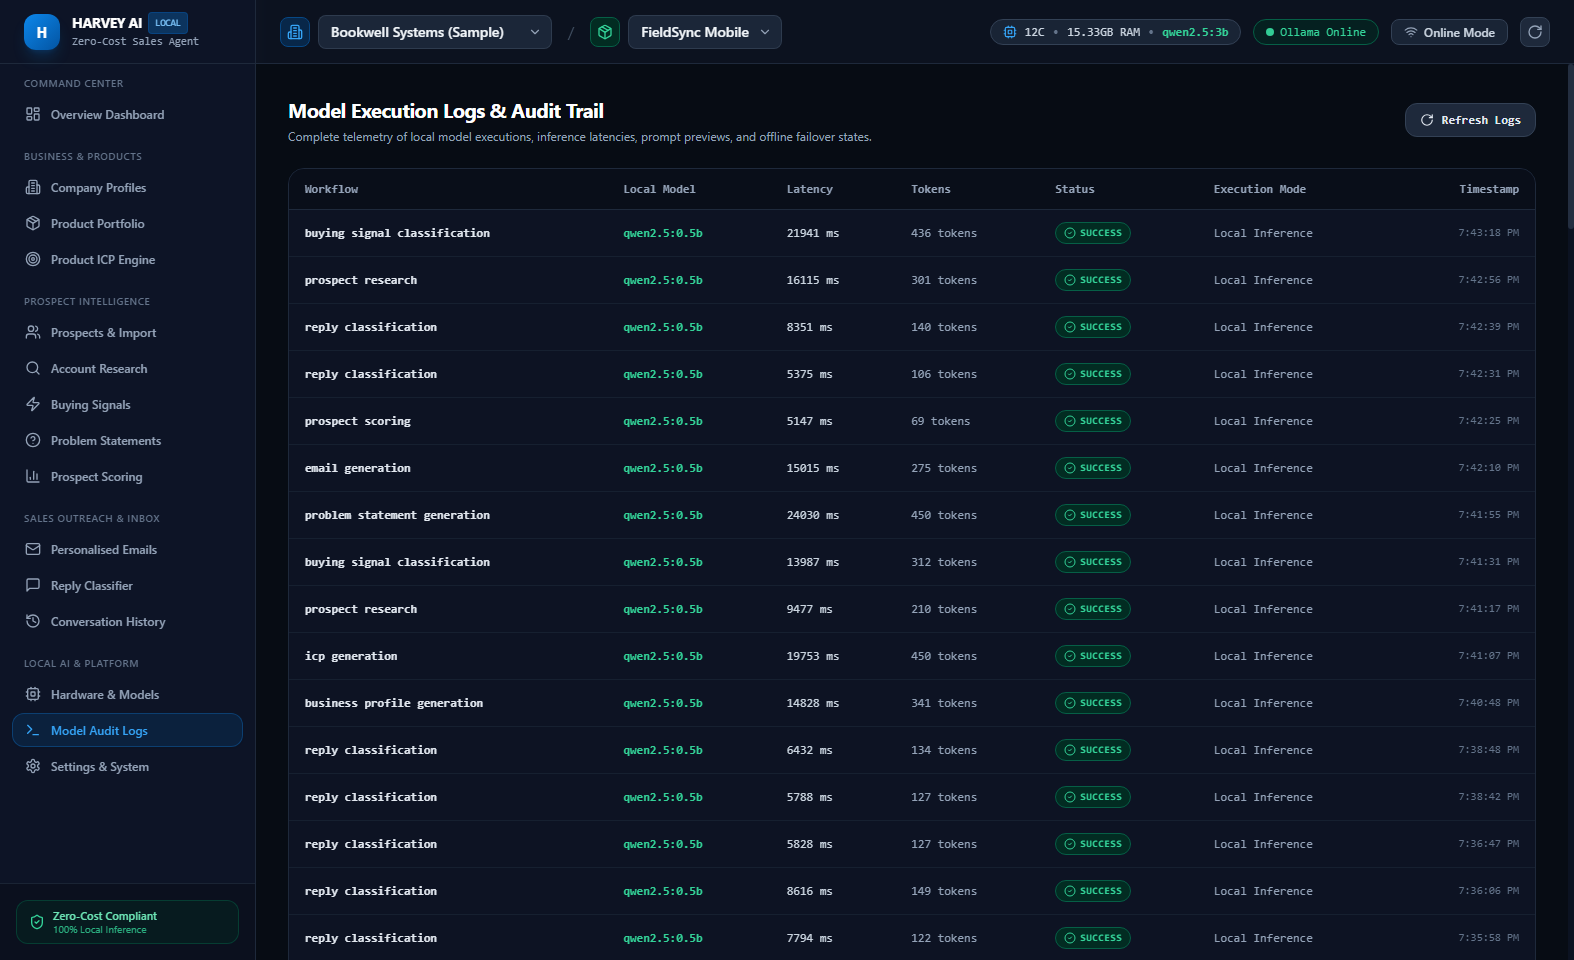 H
HARVEY AI LOCAL
Zero-Cost Sales Agent
Bookwell Systems (Sample)
/
FieldSync Mobile
12C • 15.33GB RAM • qwen2.5:3b
Ollama Online
Online Mode
COMMAND CENTER
Overview Dashboard
BUSINESS & PRODUCTS
Company Profiles
Product Portfolio
Product ICP Engine
PROSPECT INTELLIGENCE
Prospects & Import
Account Research
Buying Signals
Problem Statements
Prospect Scoring
SALES OUTREACH & INBOX
Personalised Emails
Reply Classifier
Conversation History
LOCAL AI & PLATFORM
Hardware & Models
Model Audit Logs
Settings & System
Zero-Cost Compliant
100% Local Inference
Model Execution Logs & Audit Trail
Complete telemetry of local model executions, inference latencies, prompt previews, and offline failover states.
Refresh Logs
Workflow Local Model Latency Tokens Status Execution Mode Timestamp
buying signal classification qwen2.5:0.5b 21941 ms 436 tokens SUCCESS Local Inference 7:43:18 PM
prospect research qwen2.5:0.5b 16115 ms 301 tokens SUCCESS Local Inference 7:42:56 PM
reply classification qwen2.5:0.5b 8351 ms 140 tokens SUCCESS Local Inference 7:42:39 PM
reply classification qwen2.5:0.5b 5375 ms 106 tokens SUCCESS Local Inference 7:42:31 PM
prospect scoring qwen2.5:0.5b 5147 ms 69 tokens SUCCESS Local Inference 7:42:25 PM
email generation qwen2.5:0.5b 15015 ms 275 tokens SUCCESS Local Inference 7:42:10 PM
problem statement generation qwen2.5:0.5b 24030 ms 450 tokens SUCCESS Local Inference 7:41:55 PM
buying signal classification qwen2.5:0.5b 13987 ms 312 tokens SUCCESS Local Inference 7:41:31 PM
prospect research qwen2.5:0.5b 9477 ms 210 tokens SUCCESS Local Inference 7:41:17 PM
icp generation qwen2.5:0.5b 19753 ms 450 tokens SUCCESS Local Inference 7:41:07 PM
business profile generation qwen2.5:0.5b 14828 ms 341 tokens SUCCESS Local Inference 7:40:48 PM
reply classification qwen2.5:0.5b 6432 ms 134 tokens SUCCESS Local Inference 7:38:48 PM
reply classification qwen2.5:0.5b 5788 ms 127 tokens SUCCESS Local Inference 7:38:42 PM
reply classification qwen2.5:0.5b 5828 ms 127 tokens SUCCESS Local Inference 7:36:47 PM
reply classification qwen2.5:0.5b 8616 ms 149 tokens SUCCESS Local Inference 7:36:06 PM
reply classification qwen2.5:0.5b 7794 ms 122 tokens SUCCESS Local Inference 7:35:58 PM